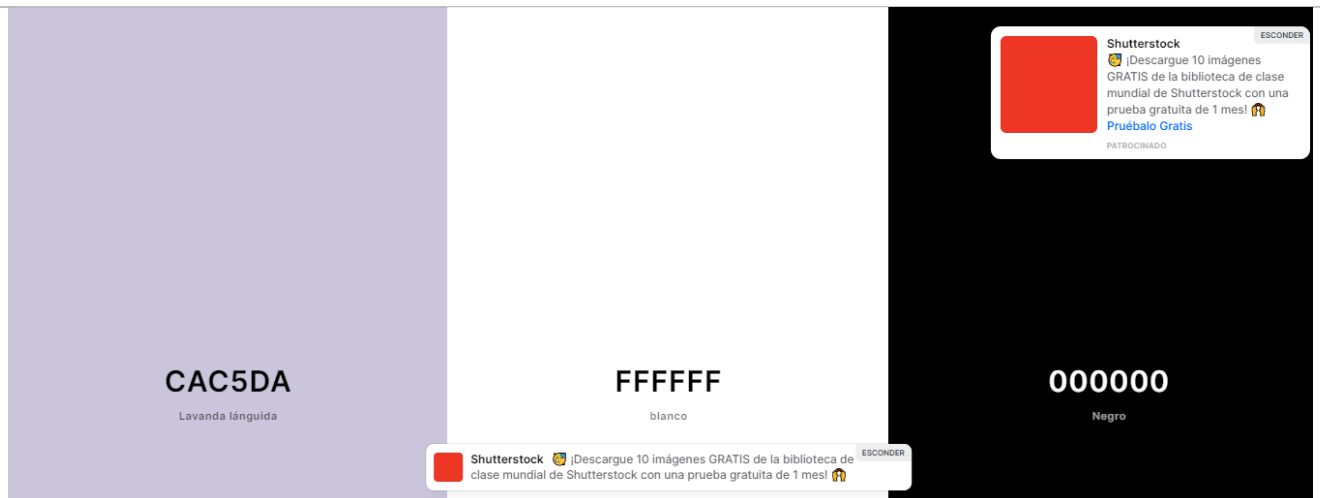 ESCONDER
Shutterstock
🥳 ¡Descargue 10 imágenes
GRATIS de la biblioteca de clase
mundial de Shutterstock con una
prueba gratuita de 1 mes! 🙌
Pruébalo Gratis
PATROCINADO
CAC5DA
Lavanda lánguida
FFFFFF
blanco
000000
Negro
ESCONDER
Shutterstock 🥳 ¡Descargue 10 imágenes GRATIS de la biblioteca de
clase mundial de Shutterstock con una prueba gratuita de 1 mes! 🙌